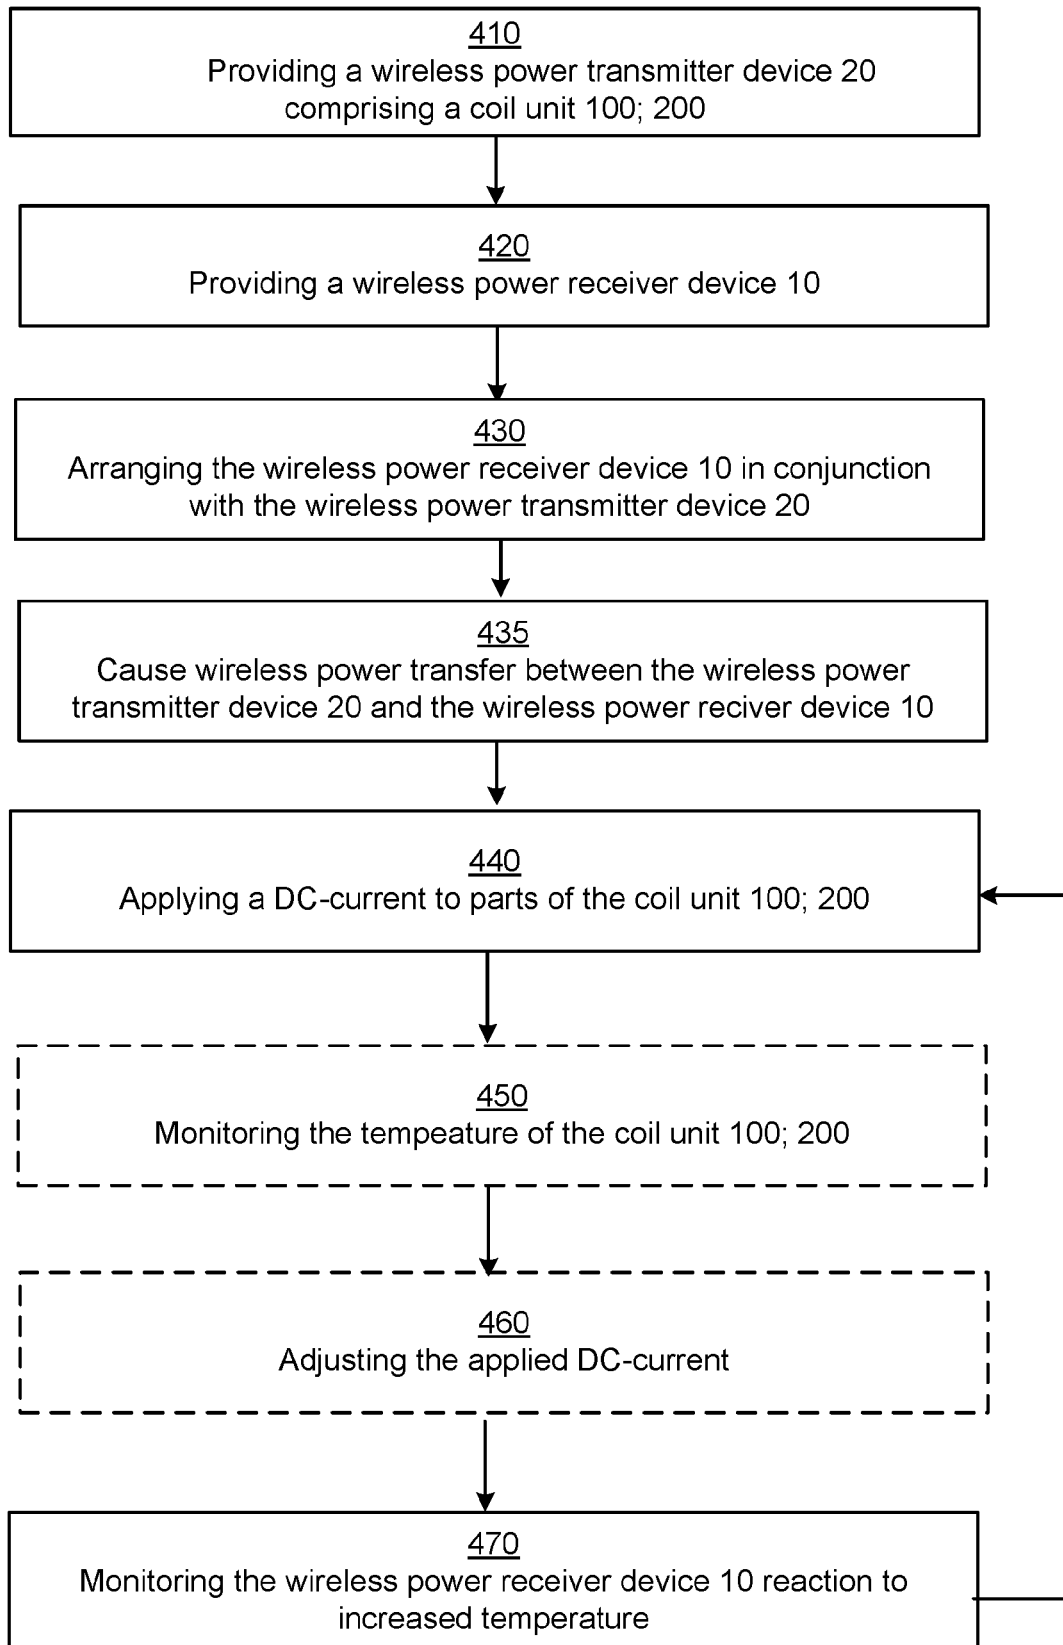 410
Providing a wireless power transmitter device 20
comprising a coil unit 100; 200
420
Providing a wireless power receiver device 10
430
Arranging the wireless power receiver device 10 in conjunction
with the wireless power transmitter device 20
435
Cause wireless power transfer between the wireless power
transmitter device 20 and the wireless power reciver device 10
440
Applying a DC-current to parts of the coil unit 100; 200
450
Monitoring the tempeature of the coil unit 100; 200
460
Adjusting the applied DC-current
470
Monitoring the wireless power receiver device 10 reaction to
increased temperature